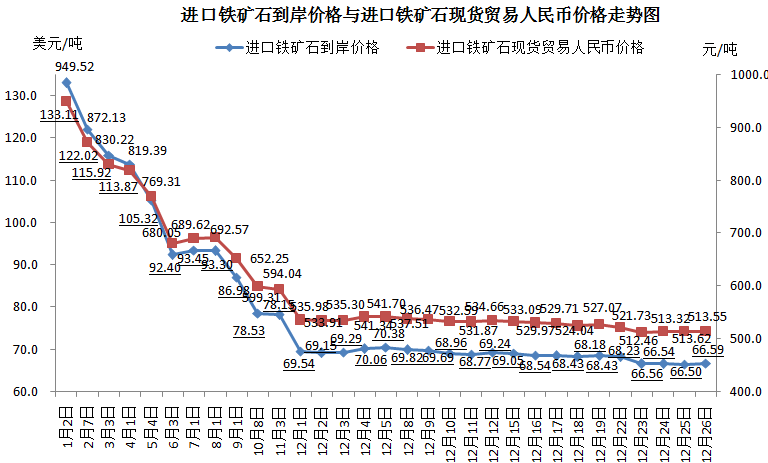 进口铁矿石到岸价格与进口铁矿石现货贸易人民币价格走势图
美元/吨
进口铁矿石到岸价格
进口铁矿石现货贸易人民币价格
元/吨
130.0
120.0
110.0
100.0
90.0
80.0
70.0
60.0
1000.0
900.0
800.0
700.0
600.0
500.0
400.0
949.52
872.13
830.22
819.39
769.31
680.05
689.62
692.57
652.25
599.31
594.04
535.98
533.91
535.30
541.34
541.70
537.51
536.47
532.59
531.87
534.66
533.09
529.97
529.71
524.04
527.07
521.73
512.46
513.32
513.62
513.55
133.11
122.02
115.92
113.87
105.32
92.40
93.45
93.30
86.98
78.53
78.15
69.54
69.15
69.29
70.06
70.38
69.82
69.69
68.96
68.77
69.24
69.05
68.54
68.43
68.18
68.43
68.23
66.56
66.54
66.50
66.59
1月2日
2月7日
3月3日
4月1日
5月4日
6月3日
7月1日
8月1日
9月1日
10月8日
11月3日
12月1日
12月2日
12月3日
12月4日
12月5日
12月8日
12月9日
12月10日
12月11日
12月12日
12月15日
12月16日
12月17日
12月18日
12月19日
12月22日
12月23日
12月24日
12月25日
12月26日